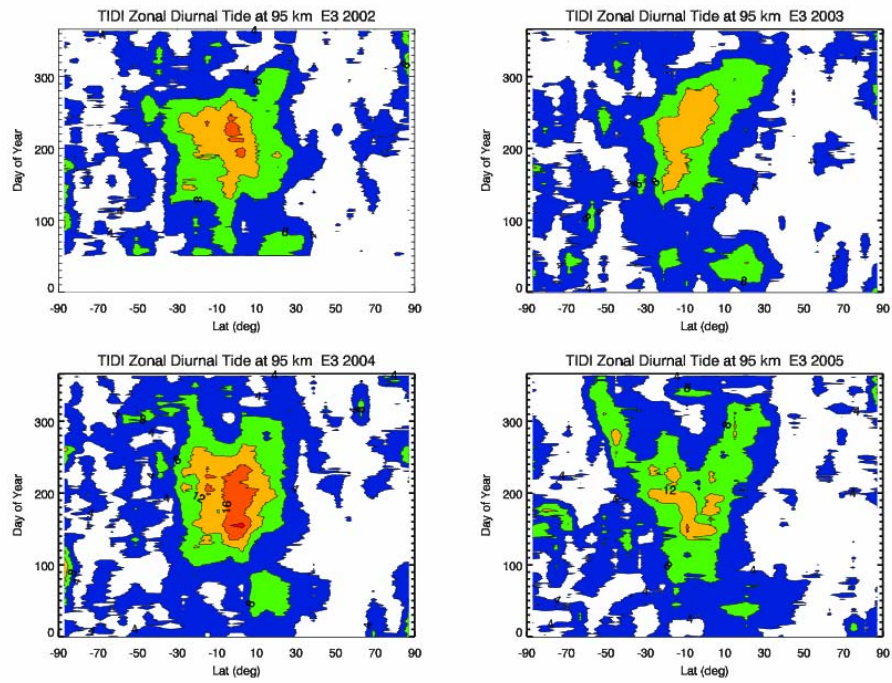 TIDI Zonal Diurnal Tide at 95 km E3 2002
TIDI Zonal Diurnal Tide at 95 km E3 2003
300
200
100
0
Day of Year
-90 -70 -50 -30 -10 10 30 50 70 90
Lat (deg)
300
200
100
0
Day of Year
-90 -70 -50 -30 -10 10 30 50 70 90
Lat (deg)
TIDI Zonal Diurnal Tide at 95 km E3 2004
TIDI Zonal Diurnal Tide at 95 km E3 2005
300
200
100
0
Day of Year
12
16
-90 -70 -50 -30 -10 10 30 50 70 90
Lat (deg)
300
200
100
0
Day of Year
12
-90 -70 -50 -30 -10 10 30 50 70 90
Lat (deg)